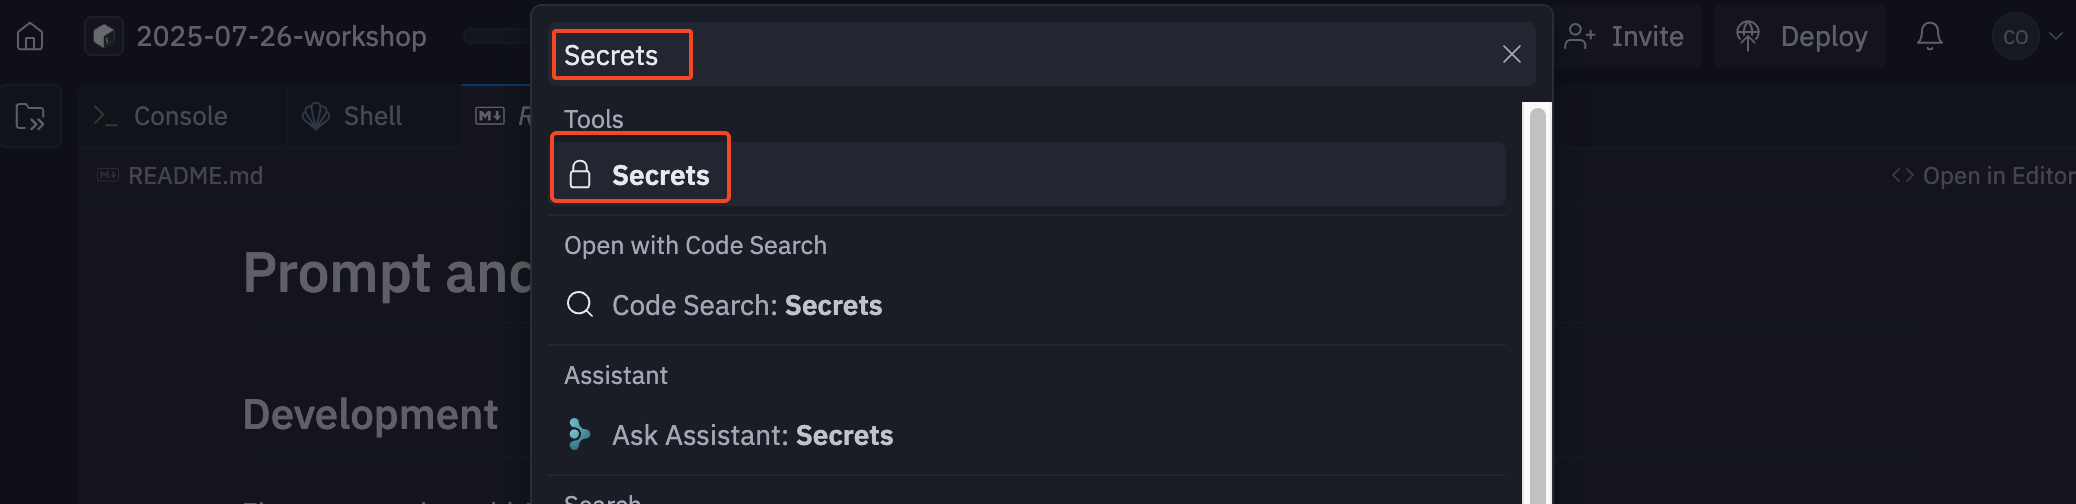 2025-07-26-workshop
Secrets
Invite
Deploy
CO
Console
Shell
Tools
README.md
Secrets
Open in Editor
Open with Code Search
Prompt and
Code Search: Secrets
Assistant
Development
Ask Assistant: Secrets
Search